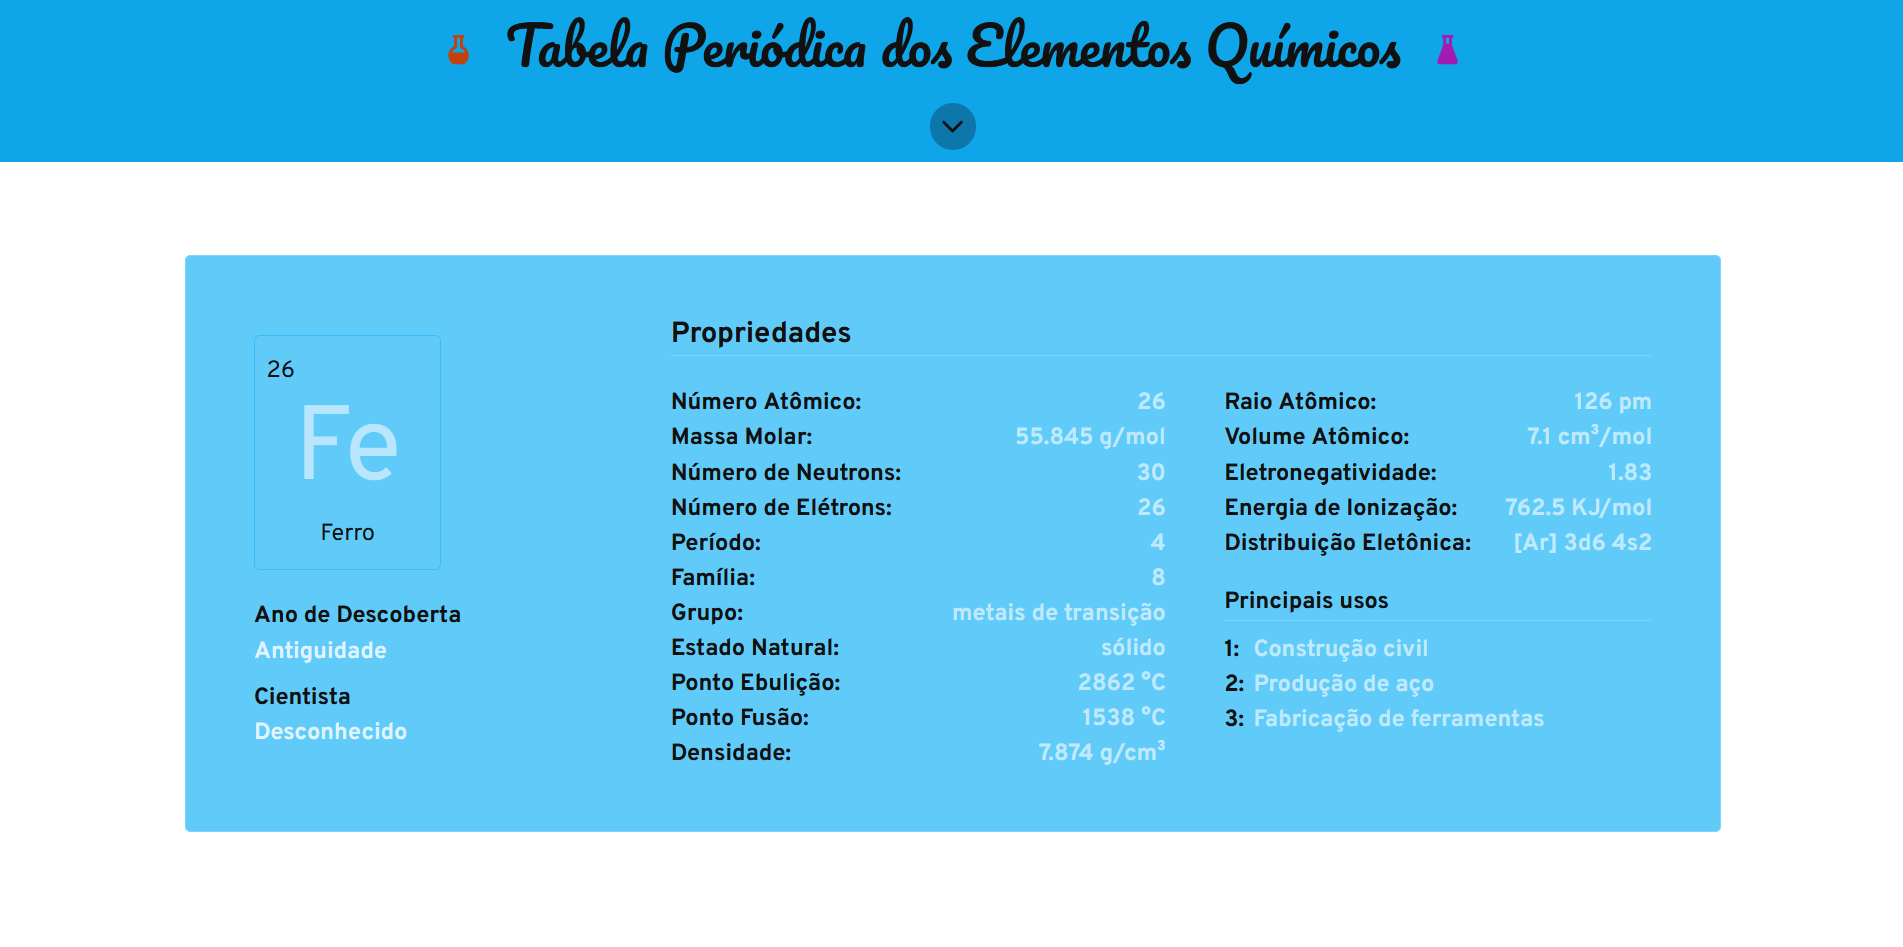 Tabela Periódica dos Elementos Químicos
26
Fe
Ferro
Ano de Descoberta
Antiguidade
Cientista
Desconhecido
Propriedades
Número Atômico: 26
Massa Molar: 55.845 g/mol
Número de Neutrons: 30
Número de Elétrons: 26
Período: 4
Família: 8
Grupo: metais de transição
Estado Natural: sólido
Ponto Ebulição: 2862 °C
Ponto Fusão: 1538 °C
Densidade: 7.874 g/cm³
Raio Atômico: 126 pm
Volume Atômico: 7.1 cm³/mol
Eletronegatividade: 1.83
Energia de Ionização: 762.5 KJ/mol
Distribuição Eletônica: [Ar] 3d6 4s2
Principais usos
1: Construção civil
2: Produção de aço
3: Fabricação de ferramentas